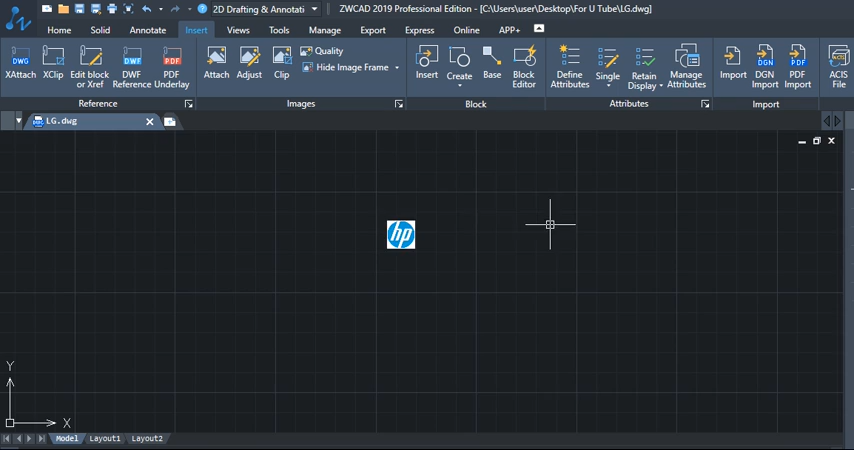 2D Drafting & Annotati
ZWCAD 2019 Professional Edition - [C:\Users\user\Desktop\For U Tube\LG.dwg]
Home Solid Annotate Insert Views Tools Manage Export Express Online APP+
DWG DWF PDF Quality DGN PDF
Hide Image Frame
XAttach XClip Edit block or Xref DWF Reference PDF Underlay Attach Adjust Clip Insert Create Base Block Editor Define Attributes Single Retain Display Manage Attributes Import DGN Import PDF Import ACIS File
Reference Images Block Attributes Import
LG.dwg
hp
Y
X
Model Layout1 Layout2